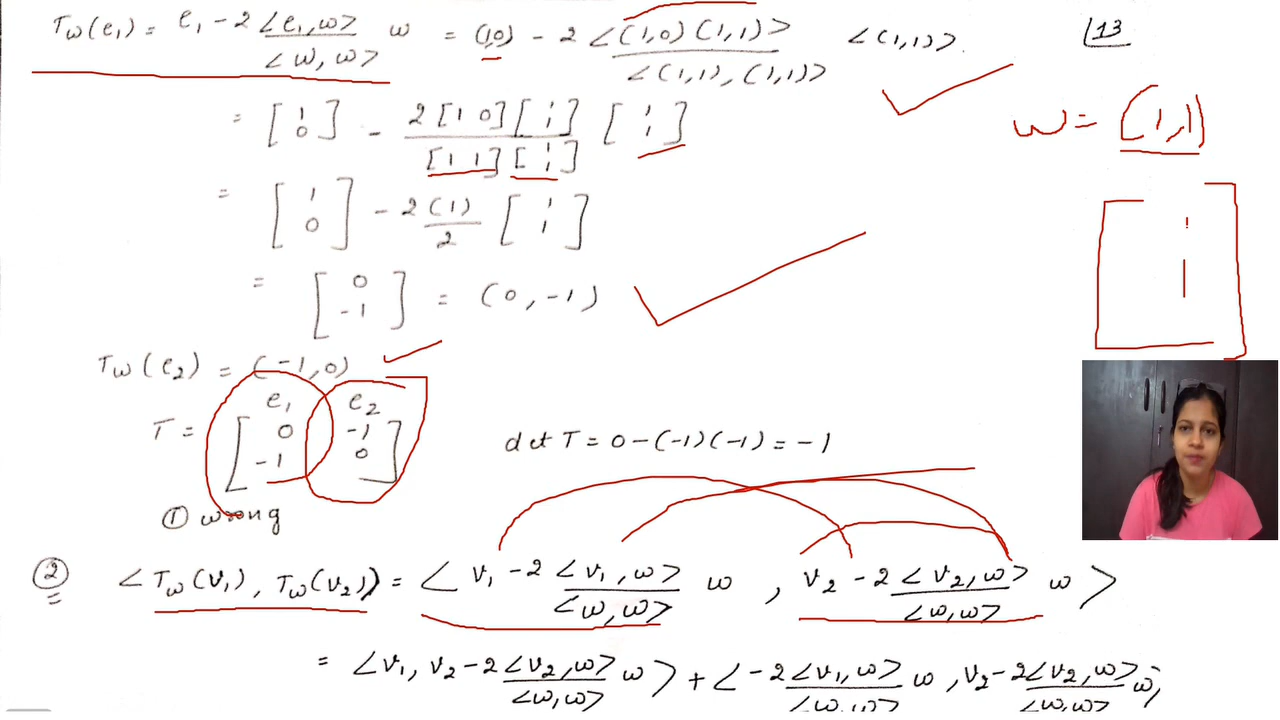 T_w(e₁) = e₁ - 2 <e₁, w> / <w, w> w = (1,0) - 2 <(1,0) (1,1)> / <(1,1), (1,1)> <(1,1)>.
13
= [1 0] - 2 [1 0] [1 1] / [1 1] [1 1] [1 1]
w = (1,1)
= [1 0] - 2(1) / 2 [1 1]
= [0 -1] = (0, -1)
T_w(e₂) = (-1, 0)
e₁ e₂
T = [0 -1 -1 0]
det T = 0 - (-1)(-1) = -1
① wrong
② <T_w(v₁), T_w(v₂)> = < v₁ - 2 <v₁, w> / <w, w> w , v₂ - 2 <v₂, w> / <w, w> w >
= <v₁, v₂ - 2 <v₂, w> / <w,w> w > + < -2 <v₁, w> / <w,w> w , v₂ - 2 <v₂, w> / <w,w> w,